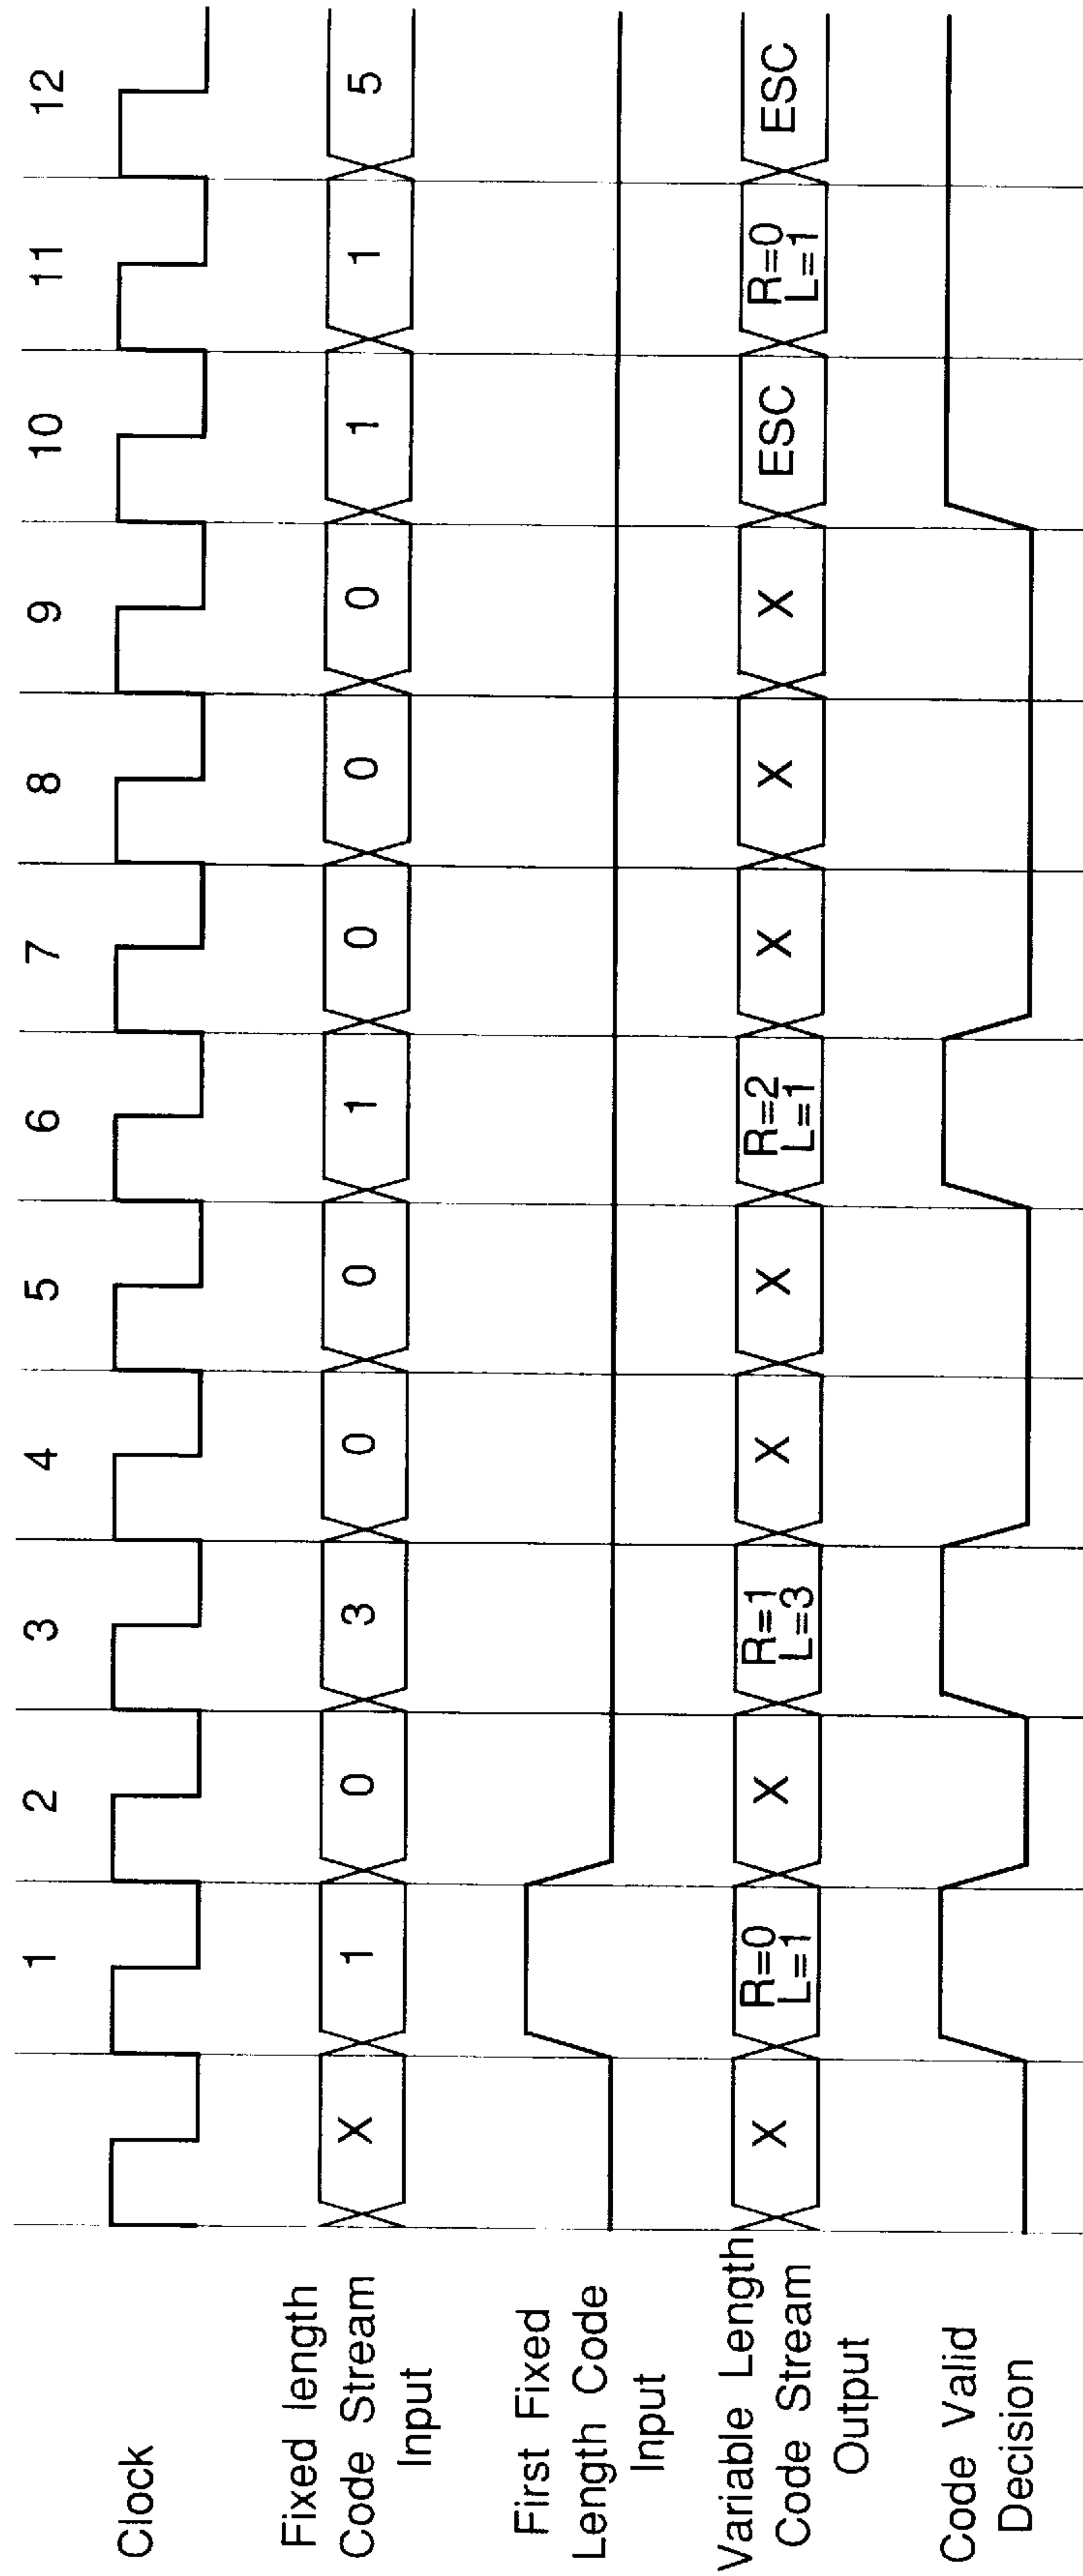 1 2 3 4 5 6 7 8 9 10 11 12
Clock
Fixed length
Code Stream
Input
X 1 0 3 0 0 1 0 0 0 1 1 5
First Fixed
Length Code
Input
Variable Length
Code Stream
Output
X
R=0
L=1
X
R=1
L=3
X
X
R=2
L=1
X
X
X
ESC
R=0
L=1
ESC
Code Valid
Decision